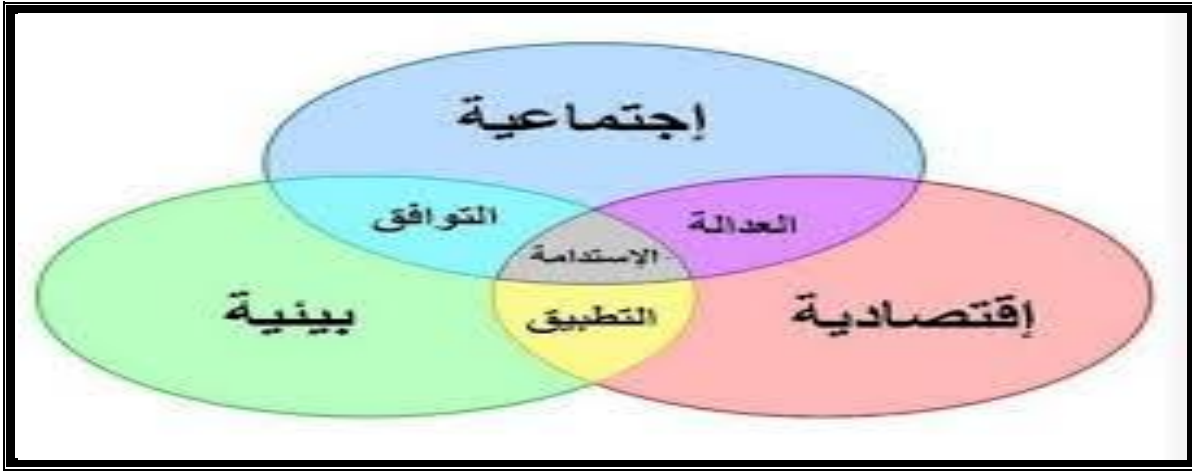 إجتماعية
التوافق
العدالة
الإستدامة
بيئية
التطبيق
إقتصادية